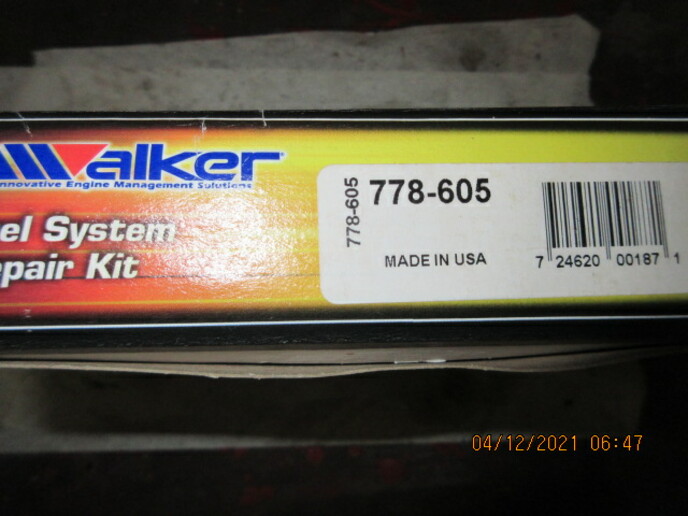 Walker
Innovative Engine Management Solutions
el System
epair Kit
778-605
778-605
MADE IN USA
7 24620 00187 1
04/12/2021 06:47